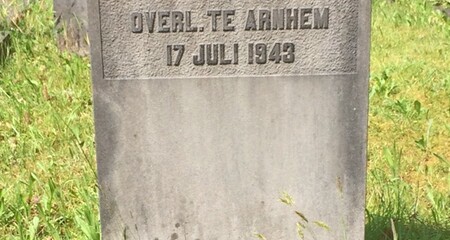 OVERL. TE ARNHEM
17 JULI 1943